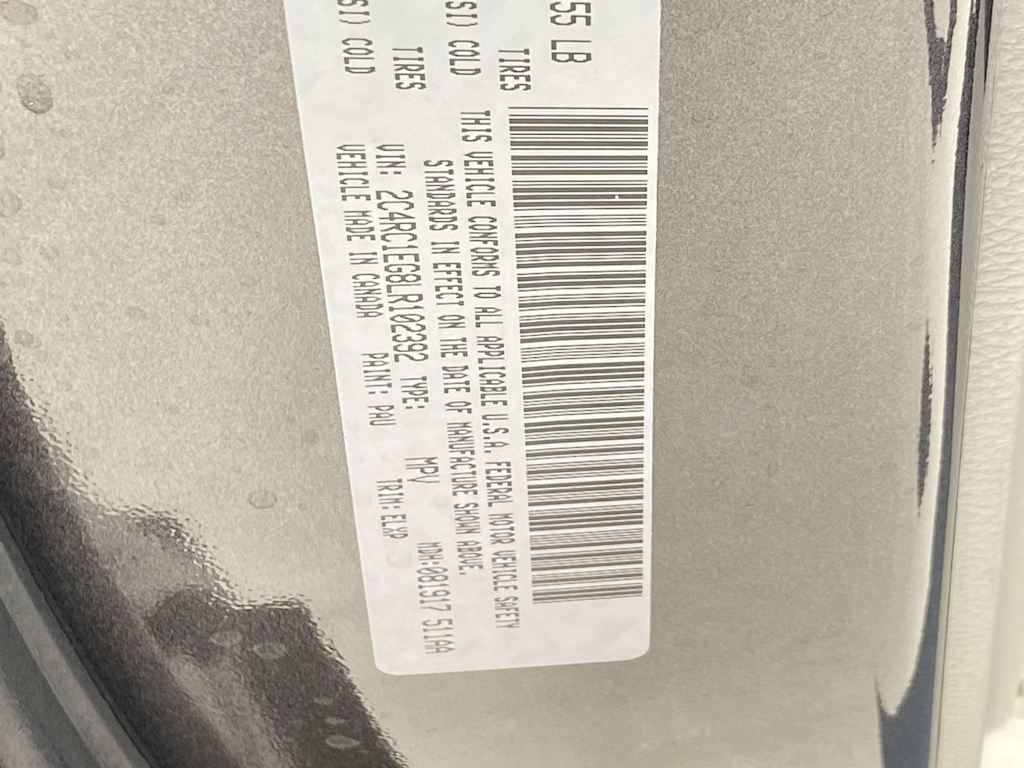 55 LB
SI) COLD TIRES
SI) COLD TIRES
THIS VEHICLE CONFORMS TO ALL APPLICABLE U.S.A. FEDERAL MOTOR VEHICLE SAFETY
STANDARDS IN EFFECT ON THE DATE OF MANUFACTURE SHOWN ABOVE.
VIN: 2C4RC1EG8LR102392 TYPE: MPV MDH:081917 511AA
VEHICLE MADE IN CANADA PAINT: PAU TRIM: ELXP